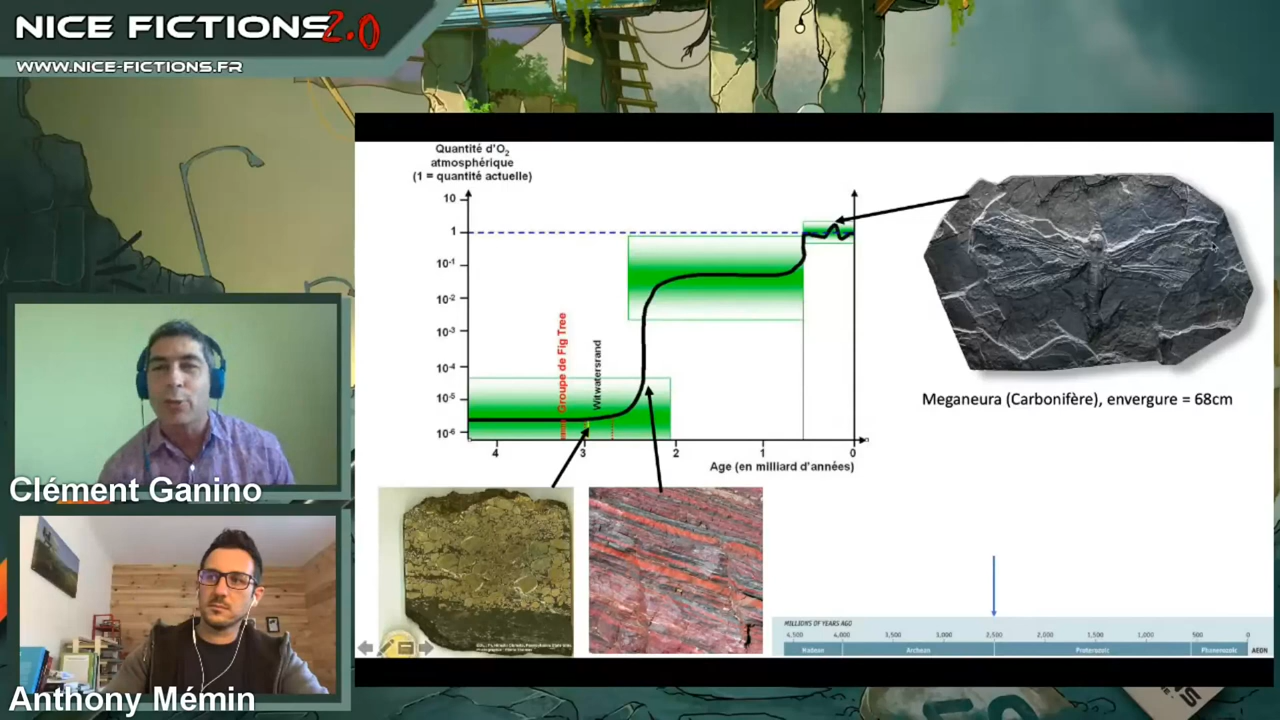 NICE FICTIONS 2.0
WWW.NICE-FICTIONS.FR
Quantité d'O2
atmosphérique
(1 = quantité actuelle)
10
1
10-1
10-2
10-3
10-4
10-5
10-6
Groupe de Fig Tree
Witwatersrand
4
3
2
1
0
Age (en milliard d'années)
Meganeura (Carbonifère), envergure = 68cm
Clément Ganino
Anthony Mémin
MILLIONS OF YEARS AGO
4,500 4,000 3,500 3,000 2,500 2,000 1,500 1,000 500 0
Hadean Archean Proterozoic Phanerozoic AEON